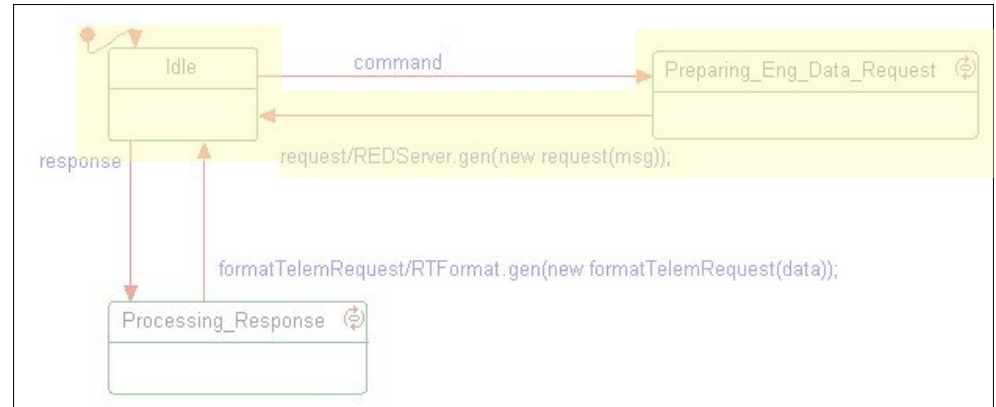 Idle
command
Preparing_Eng_Data_Request
response
request/REDServer.gen(new request(msg));
formatTelemRequest/RTFormat.gen(new formatTelemRequest(data));
Processing_Response